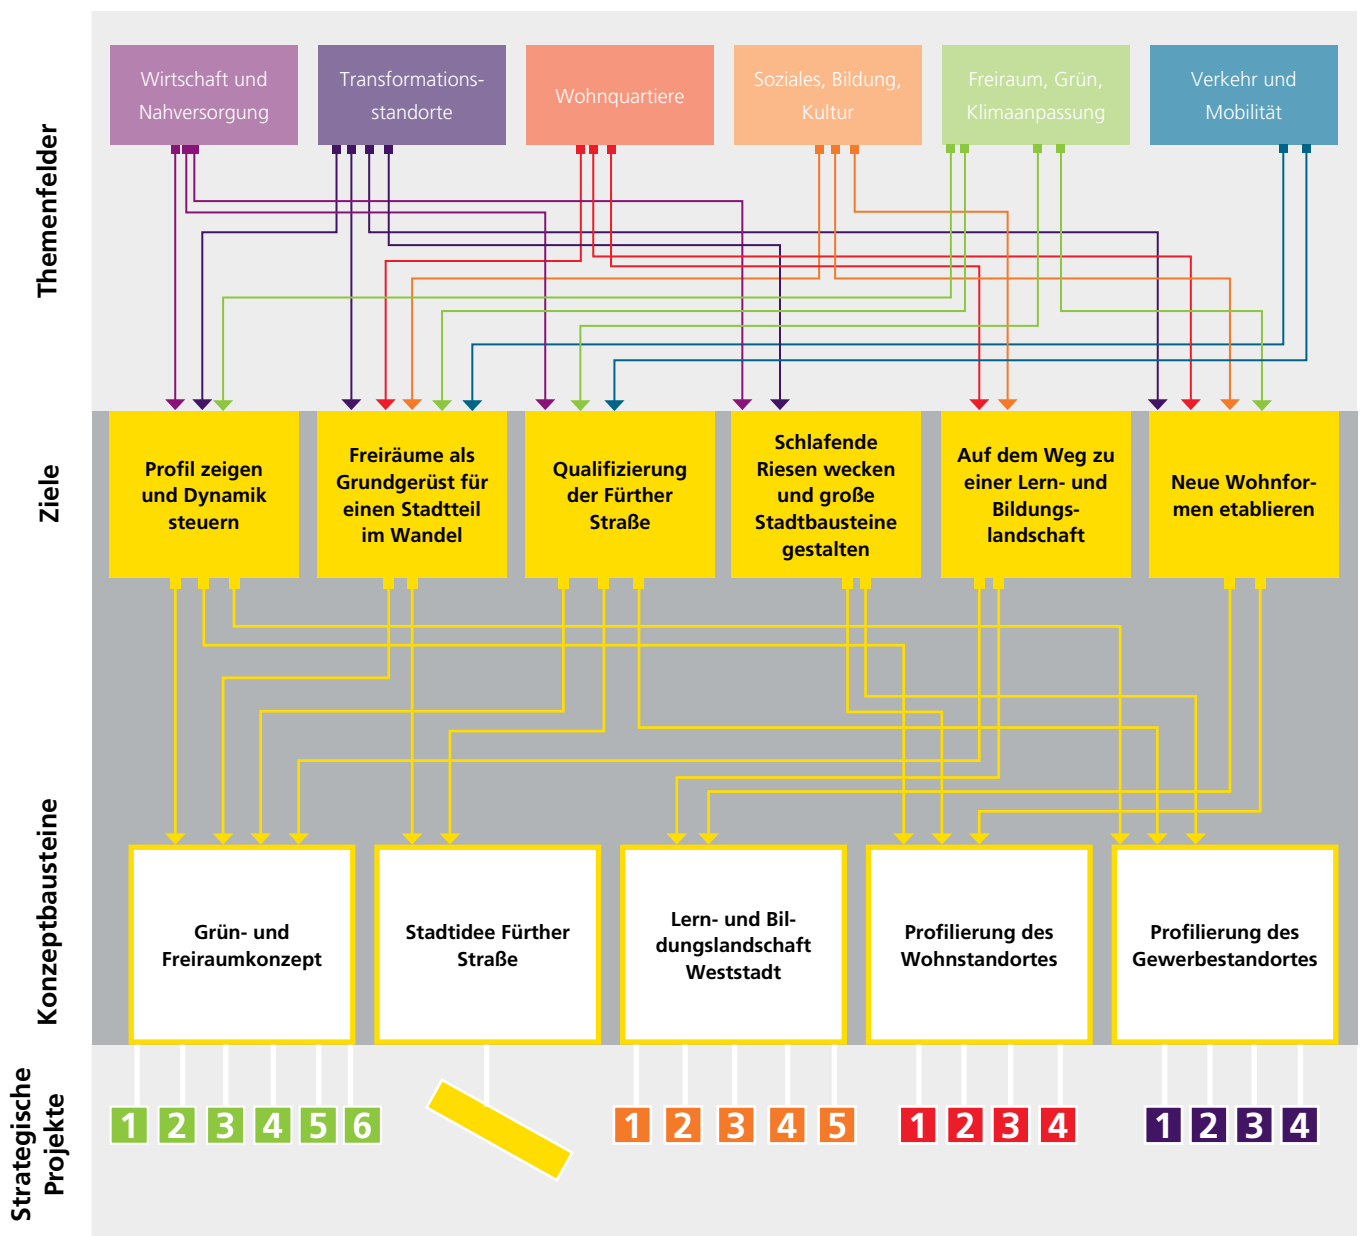 Themenfelder
Wirtschaft und
Nahversorgung
Transformations-
standorte
Wohnquartiere
Soziales, Bildung,
Kultur
Freiraum, Grün,
Klimaanpassung
Verkehr und
Mobilität
Ziele
Profil zeigen
und Dynamik
steuern
Freiräume als
Grundgerüst für
einen Stadtteil
im Wandel
Qualifizierung
der Fürther
Straße
Schlafende
Riesen wecken
und große
Stadtbausteine
gestalten
Auf dem Weg zu
einer Lern- und
Bildungs-
landschaft
Neue Wohnfor-
men etablieren
Konzeptbausteine
Grün- und
Freiraumkonzept
Stadtidee Fürther
Straße
Lern- und Bil-
dungslandschaft
Weststadt
Profilierung des
Wohnstandortes
Profilierung des
Gewerbestandortes
Strategische
Projekte
1 2 3 4 5 6
1 2 3 4 5
1 2 3 4
1 2 3 4